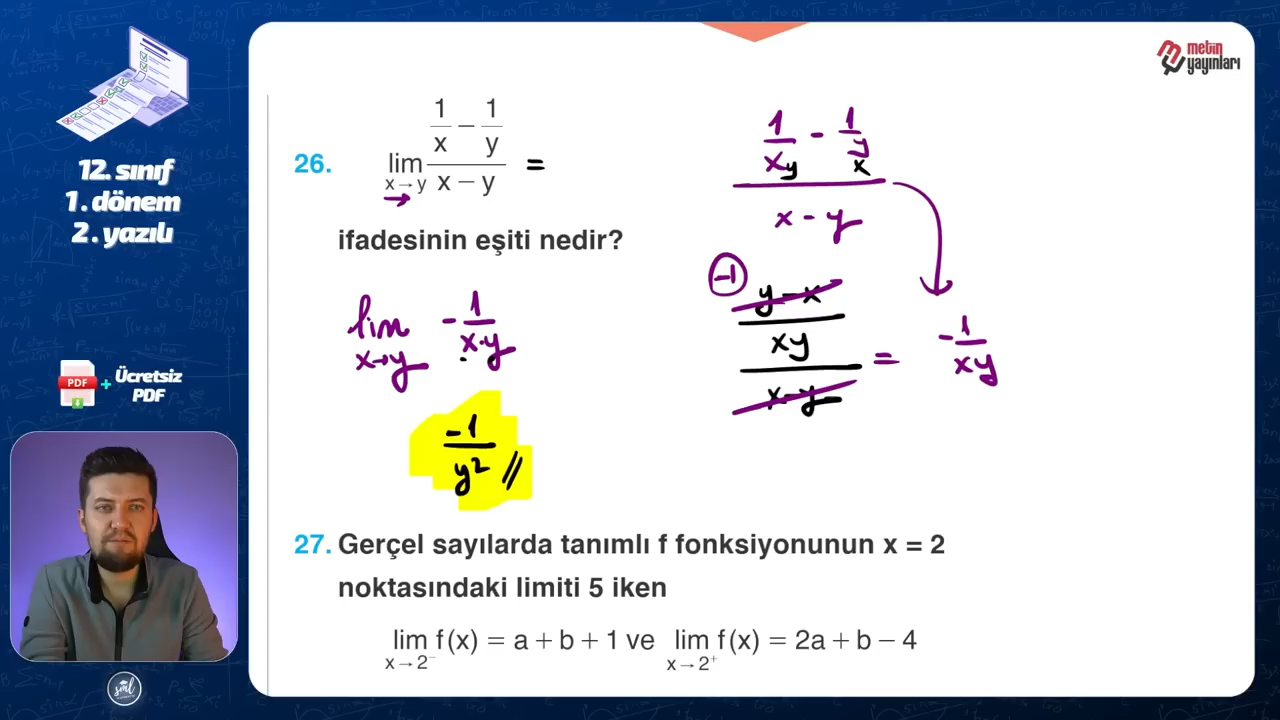 metin
yayınları
12. sınıf
1. dönem
2. yazılı
PDF
+ Ücretsiz
PDF
sml
26. lim x→y (1/x − 1/y)/(x − y) =
ifadesinin eşiti nedir?
lim x→y -1/x·y
-1/y² //
(1/x - 1/y)/(x - y)
y x
-1
((y-x)/xy)/(x-y) = -1/xy
27. Gerçel sayılarda tanımlı f fonksiyonunun x = 2
noktasındaki limiti 5 iken
lim x→2⁻ f(x) = a + b + 1 ve lim x→2⁺ f(x) = 2a + b − 4